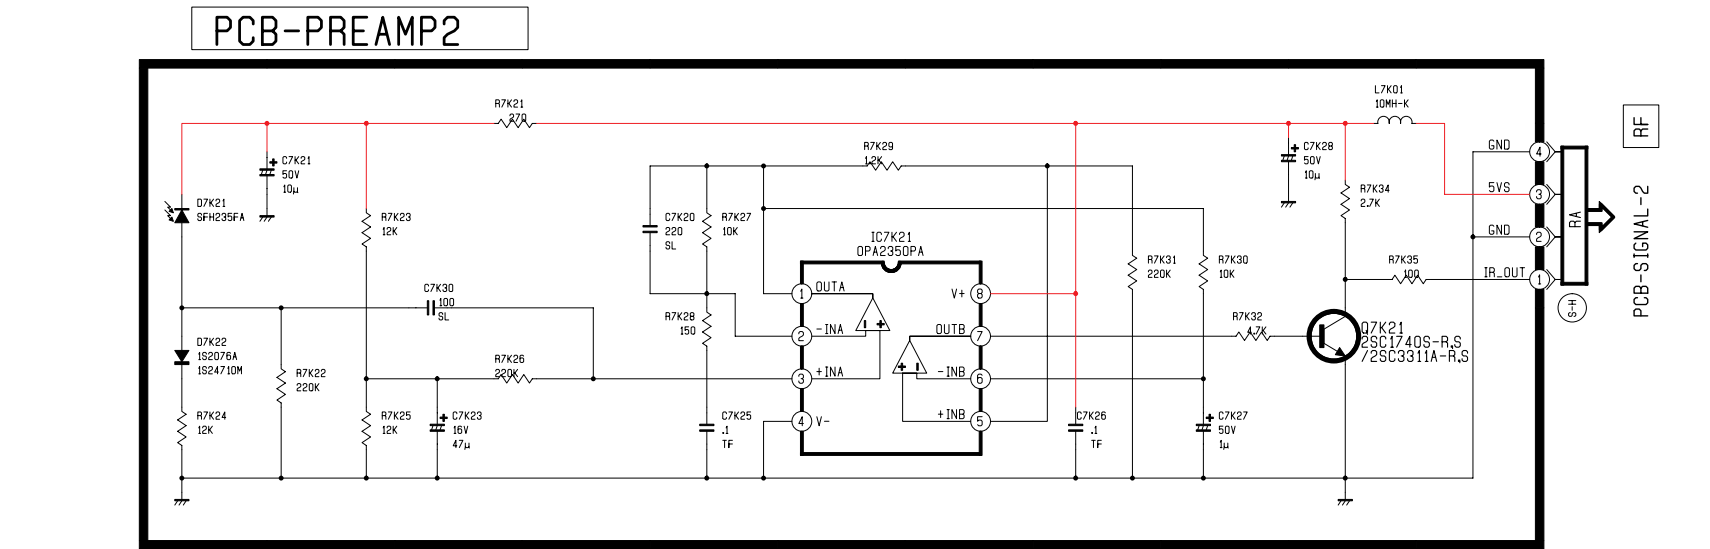 PCB-PREAMP2
R7K21
270
L7K01
10MH-K
RF
C7K21
50V
10μ
R7K29
1.2K
C7K28
50V
10μ
GND
4
D7K21
SFH235FA
R7K23
12K
C7K20
220
SL
R7K27
10K
R7K34
2.7K
5VS
3
RA
PCB-SIGNAL-2
IC7K21
OPA2350PA
R7K31
220K
R7K30
10K
GND
2
R7K35
100
IR_OUT
1
S-H
C7K30
100
SL
1
OUTA
V+
8
R7K28
150
2
-INA
OUTB
7
R7K32
4.7K
Q7K21
2SC1740S-R,S
/2SC3311A-R,S
D7K22
1S2076A
1S2471OM
R7K22
220K
R7K26
220K
3
+INA
-INB
6
R7K24
12K
R7K25
12K
C7K23
16V
47μ
C7K25
.1
TF
4
V-
+INB
5
C7K26
.1
TF
C7K27
50V
1μ